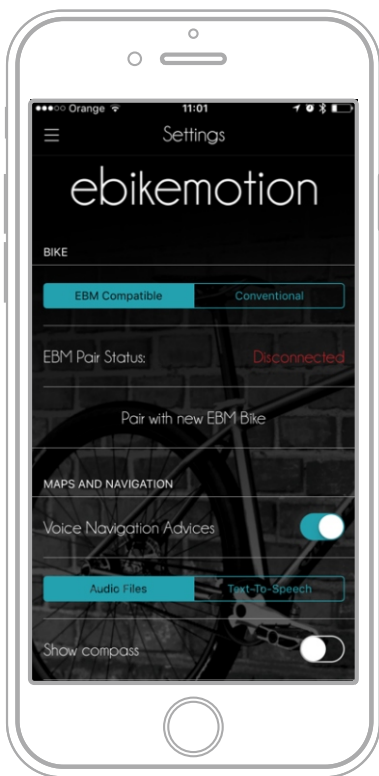 Orange 11:01
Settings
ebikemotion
BIKE
EBM Compatible Conventional
EBM Pair Status: Disconnected
Pair with new EBM Bike
MAPS AND NAVIGATION
Voice Navigation Advices
Audio Files Text-To-Speech
Show compass